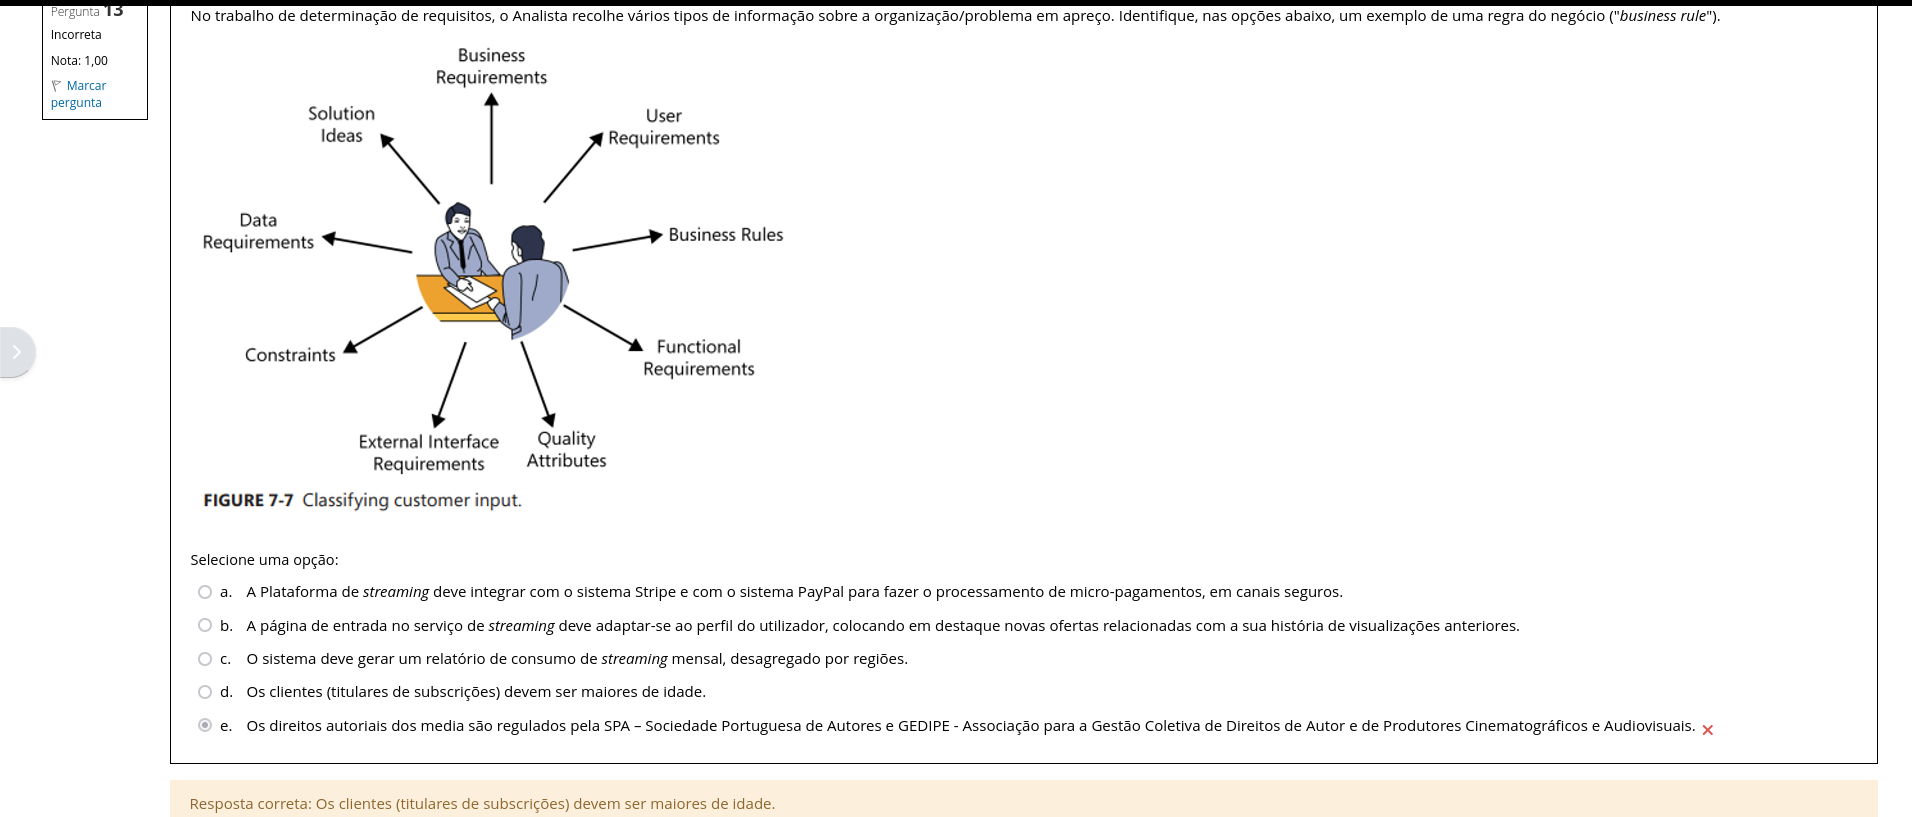 Pergunta 13
Incorreta
Nota: 1,00
Marcar
pergunta
No trabalho de determinação de requisitos, o Analista recolhe vários tipos de informação sobre a organização/problema em apreço. Identifique, nas opções abaixo, um exemplo de uma regra do negócio ("business rule").
Business
Requirements
Solution
Ideas
User
Requirements
Data
Requirements
Business Rules
Constraints
Functional
Requirements
External Interface
Requirements
Quality
Attributes
FIGURE 7-7 Classifying customer input.
Selecione uma opção:
a. A Plataforma de streaming deve integrar com o sistema Stripe e com o sistema PayPal para fazer o processamento de micro-pagamentos, em canais seguros.
b. A página de entrada no serviço de streaming deve adaptar-se ao perfil do utilizador, colocando em destaque novas ofertas relacionadas com a sua história de visualizações anteriores.
c. O sistema deve gerar um relatório de consumo de streaming mensal, desagregado por regiões.
d. Os clientes (titulares de subscrições) devem ser maiores de idade.
e. Os direitos autoriais dos media são regulados pela SPA – Sociedade Portuguesa de Autores e GEDIPE - Associação para a Gestão Coletiva de Direitos de Autor e de Produtores Cinematográficos e Audiovisuais.
Resposta correta: Os clientes (titulares de subscrições) devem ser maiores de idade.